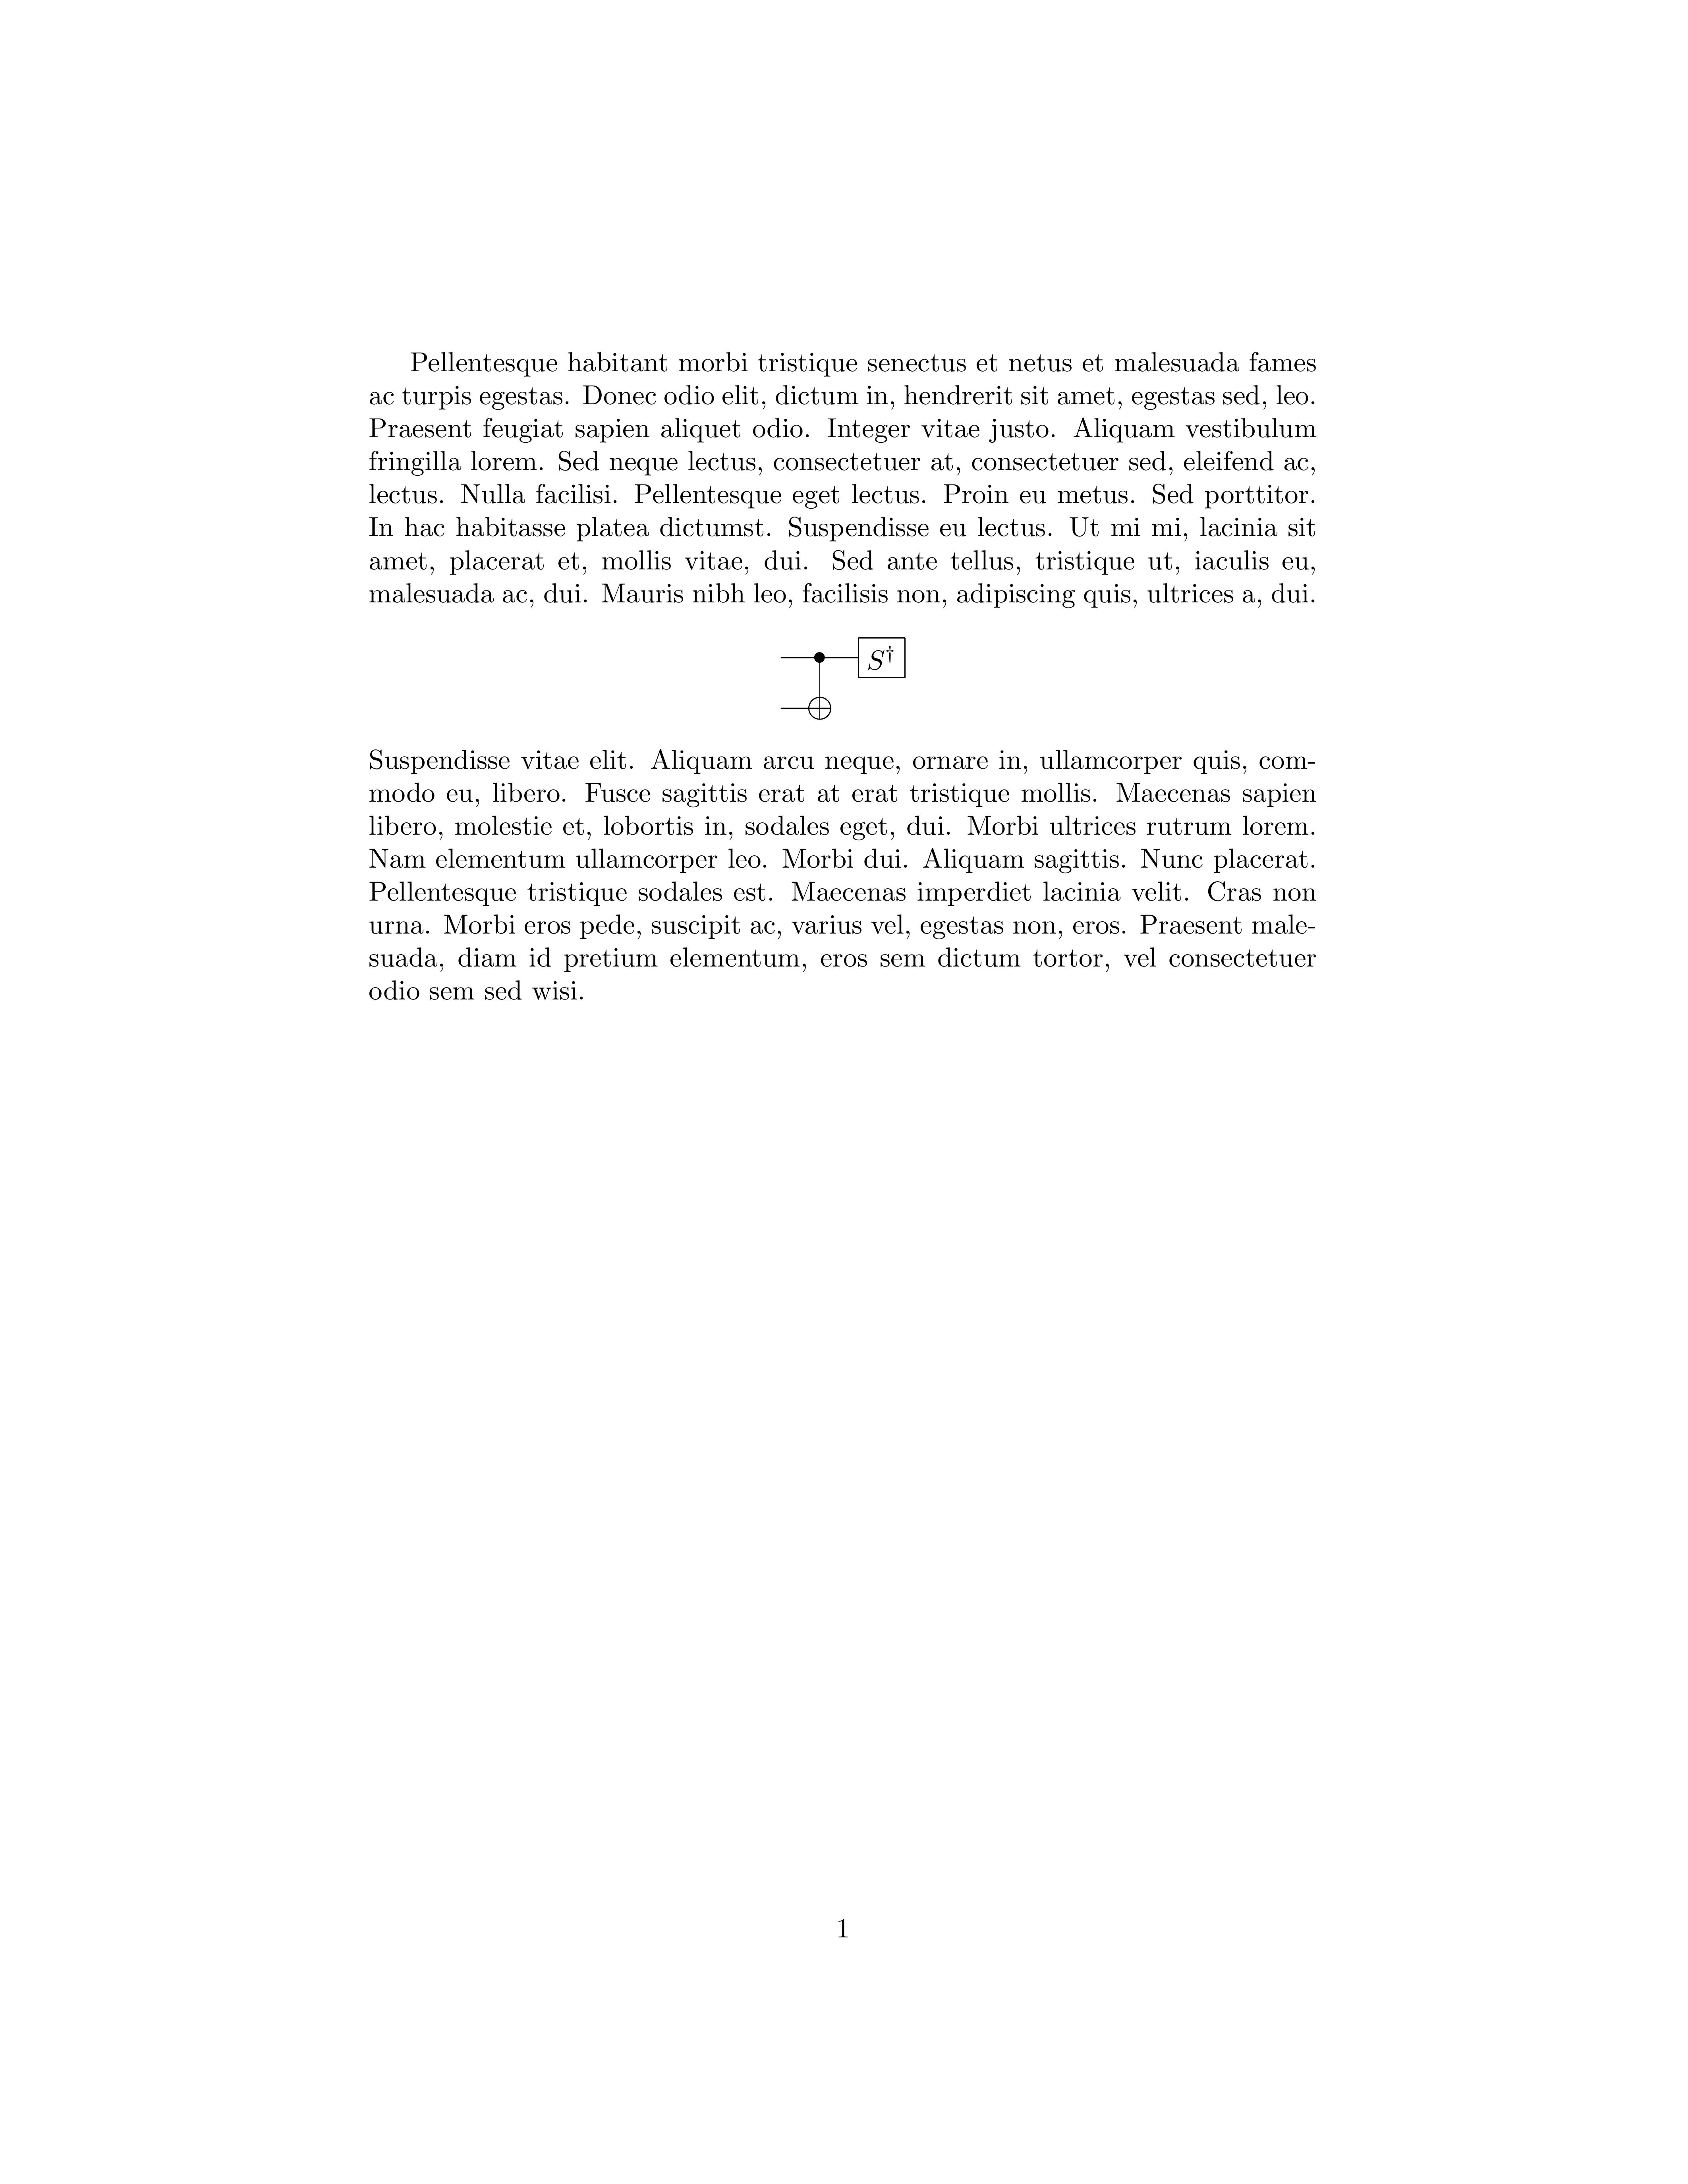 Pellentesque habitant morbi tristique senectus et netus et malesuada fames
ac turpis egestas. Donec odio elit, dictum in, hendrerit sit amet, egestas sed, leo.
Praesent feugiat sapien aliquet odio. Integer vitae justo. Aliquam vestibulum
fringilla lorem. Sed neque lectus, consectetuer at, consectetuer sed, eleifend ac,
lectus. Nulla facilisi. Pellentesque eget lectus. Proin eu metus. Sed porttitor.
In hac habitasse platea dictumst. Suspendisse eu lectus. Ut mi mi, lacinia sit
amet, placerat et, mollis vitae, dui. Sed ante tellus, tristique ut, iaculis eu,
malesuada ac, dui. Mauris nibh leo, facilisis non, adipiscing quis, ultrices a, dui.
S†
Suspendisse vitae elit. Aliquam arcu neque, ornare in, ullamcorper quis, com-
modo eu, libero. Fusce sagittis erat at erat tristique mollis. Maecenas sapien
libero, molestie et, lobortis in, sodales eget, dui. Morbi ultrices rutrum lorem.
Nam elementum ullamcorper leo. Morbi dui. Aliquam sagittis. Nunc placerat.
Pellentesque tristique sodales est. Maecenas imperdiet lacinia velit. Cras non
urna. Morbi eros pede, suscipit ac, varius vel, egestas non, eros. Praesent male-
suada, diam id pretium elementum, eros sem dictum tortor, vel consectetuer
odio sem sed wisi.
1